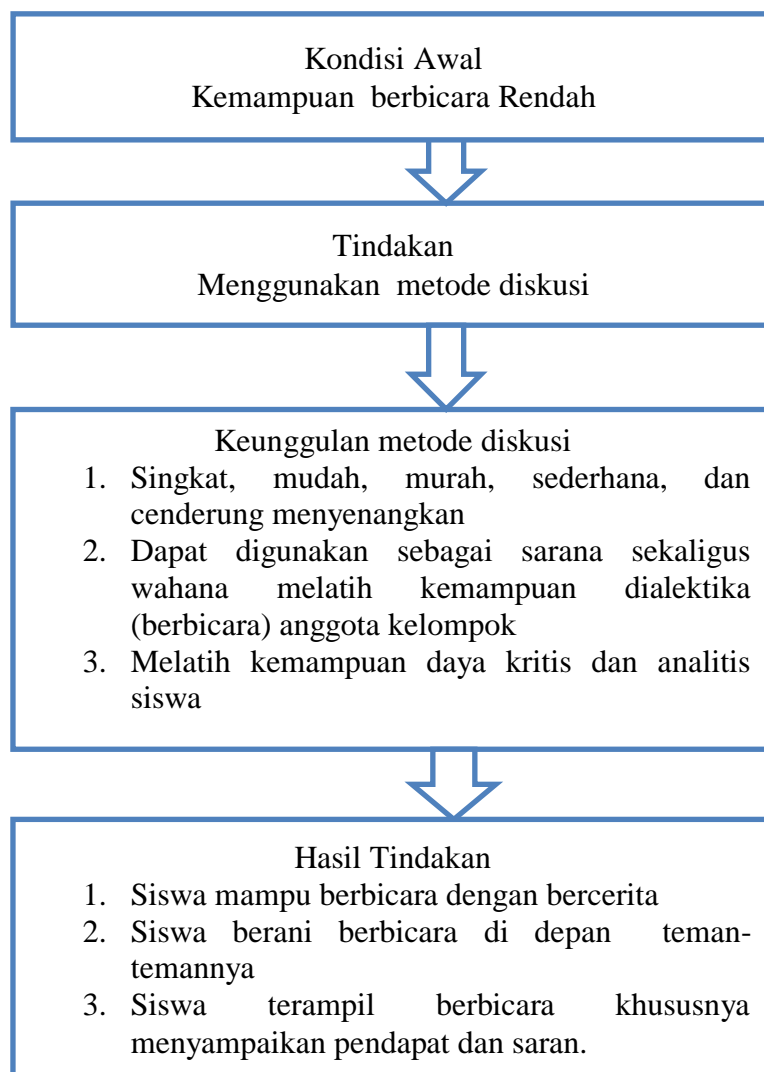 Kondisi Awal
Kemampuan berbicara Rendah
Tindakan
Menggunakan metode diskusi
Keunggulan metode diskusi
1. Singkat, mudah, murah, sederhana, dan
cenderung menyenangkan
2. Dapat digunakan sebagai sarana sekaligus
wahana melatih kemampuan dialektika
(berbicara) anggota kelompok
3. Melatih kemampuan daya kritis dan analitis
siswa
Hasil Tindakan
1. Siswa mampu berbicara dengan bercerita
2. Siswa berani berbicara di depan teman-
temannya
3. Siswa terampil berbicara khususnya
menyampaikan pendapat dan saran.